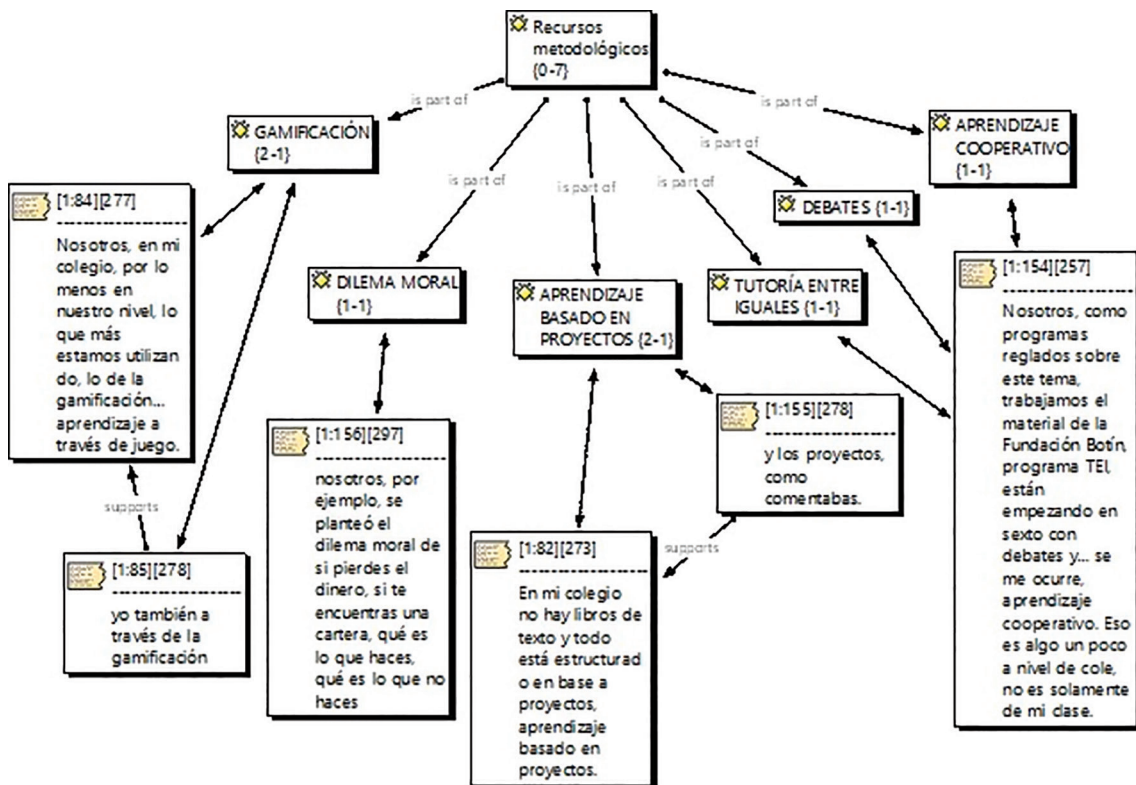 Recursos
metodológicos
{0-7}
is part of
is part of
is part of
is part of
is part of
is part of
GAMIFICACIÓN
{2-1}
APRENDIZAJE
COOPERATIVO
{1-1}
DEBATES {1-1}
DILEMA MORAL
{1-1}
APRENDIZAJE
BASADO EN
PROYECTOS {2-1}
TUTORÍA ENTRE
IGUALES {1-1}
[1:84][277]
Nosotros, en mi
colegio, por lo
menos en
nuestro nivel, lo
que más
estamos utilizan
do, lo de la
gamificación...
aprendizaje a
través de juego.
supports
[1:85][278]
yo también a
través de la
gamificación
[1:156][297]
nosotros, por
ejemplo, se
planteó el
dilema moral de
si pierdes el
dinero, si te
encuentras una
cartera, qué es
lo que haces,
qué es lo que no
haces
[1:155][278]
y los proyectos,
como
comentabas.
supports
[1:82][273]
En mi colegio
no hay libros de
texto y todo
está estructurad
o en base a
proyectos,
aprendizaje
basado en
proyectos.
[1:154][257]
Nosotros, como
programas
reglados sobre
este tema,
trabajamos el
material de la
Fundación Botín,
programa TEI,
están
empezando en
sexto con
debates y... se
me ocurre,
aprendizaje
cooperativo. Eso
es algo un poco
a nivel de cole,
no es solamente
de mi clase.